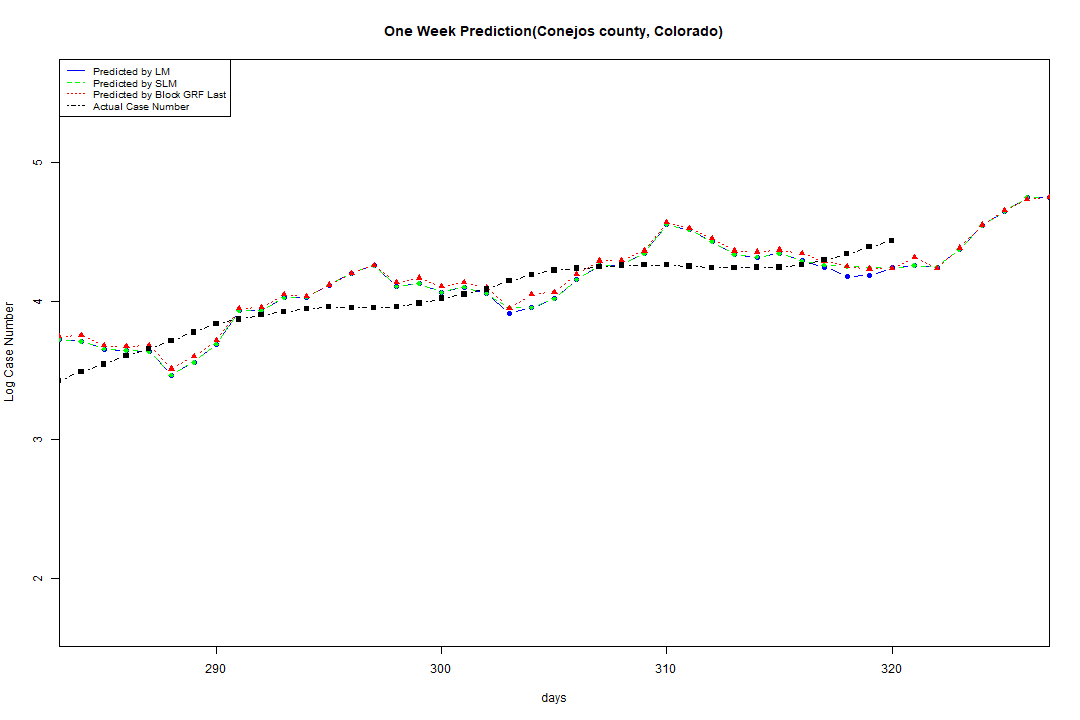 One Week Prediction(Conejos county, Colorado)
Predicted by LM
Predicted by SLM
Predicted by Block GRF Last
Actual Case Number
5
4
3
2
Log Case Number
290 300 310 320
days